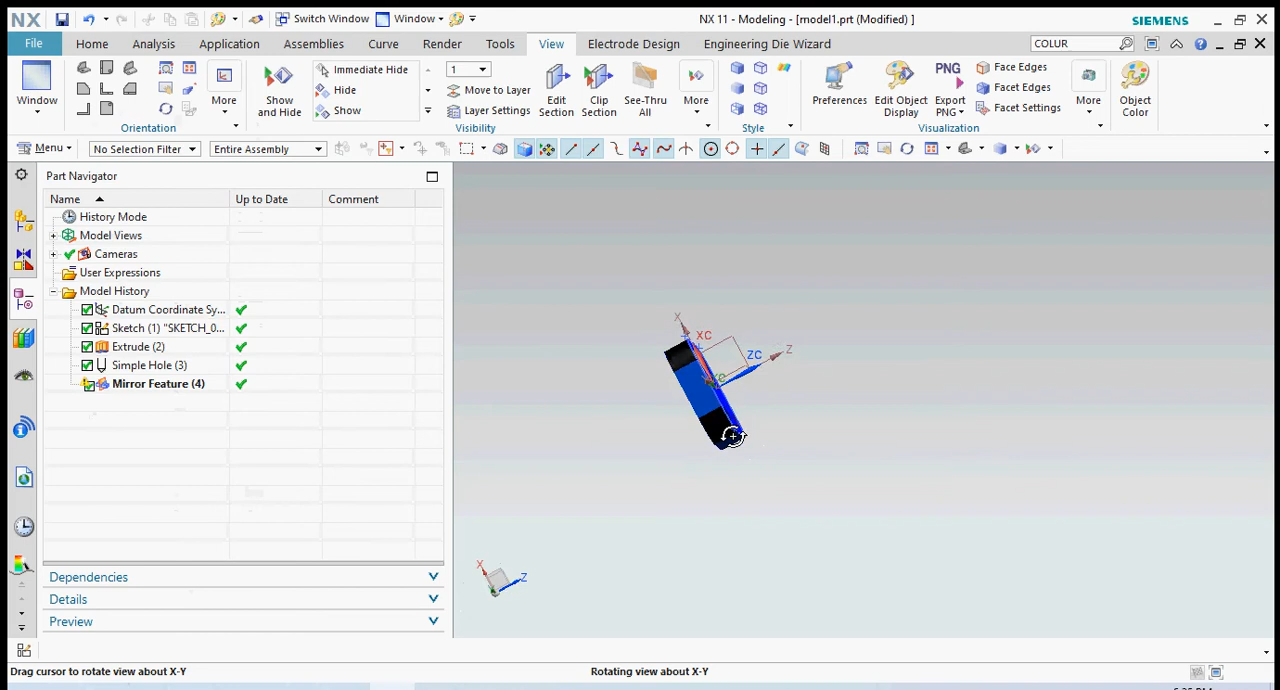 NX
Switch Window
Window
NX 11 - Modeling - [model1.prt (Modified) ]
SIEMENS
File
Home
Analysis
Application
Assemblies
Curve
Render
Tools
View
Electrode Design
Engineering Die Wizard
COLUR
Window
More
Orientation
Show and Hide
Immediate Hide
Hide
Show
1
Move to Layer
Layer Settings
Edit Section
Clip Section
See-Thru All
More
Visibility
Style
Preferences
Edit Object Display
PNG
Export PNG
Face Edges
Facet Edges
Facet Settings
More
Visualization
Object Color
Menu
No Selection Filter
Entire Assembly
Part Navigator
Name
Up to Date
Comment
History Mode
Model Views
Cameras
User Expressions
Model History
Datum Coordinate Sy...
Sketch (1) "SKETCH_0...
Extrude (2)
Simple Hole (3)
Mirror Feature (4)
Dependencies
Details
Preview
X
XC
ZC
Z
X
Z
Drag cursor to rotate view about X-Y
Rotating view about X-Y